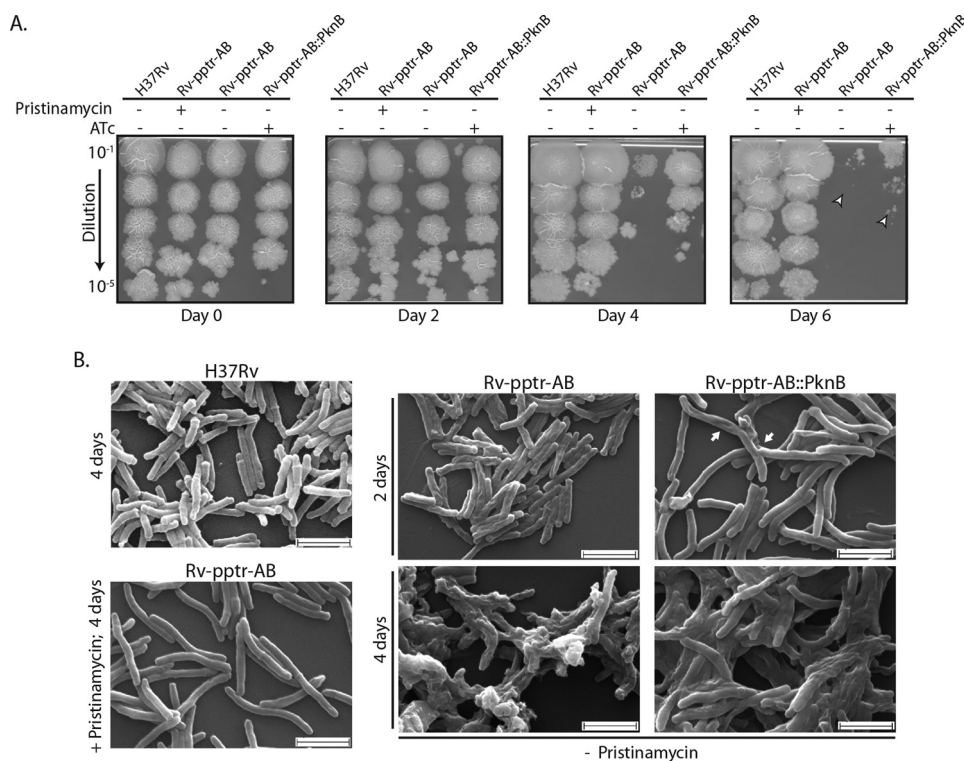 A.
H37Rv Rv-pptr-AB Rv-pptr-AB Rv-pptr-AB::PknB H37Rv Rv-pptr-AB Rv-pptr-AB Rv-pptr-AB::PknB H37Rv Rv-pptr-AB Rv-pptr-AB Rv-pptr-AB::PknB H37Rv Rv-pptr-AB Rv-pptr-AB Rv-pptr-AB::PknB
Pristinamycin - + - - - + - - - + - - - + - -
ATc - - - + - - - + - - - + - - - +
10-1
Dilution
10-5
Day 0 Day 2 Day 4 Day 6
B.
H37Rv
4 days
Rv-pptr-AB
+ Pristinamycin; 4 days
Rv-pptr-AB Rv-pptr-AB::PknB
2 days
4 days
- Pristinamycin